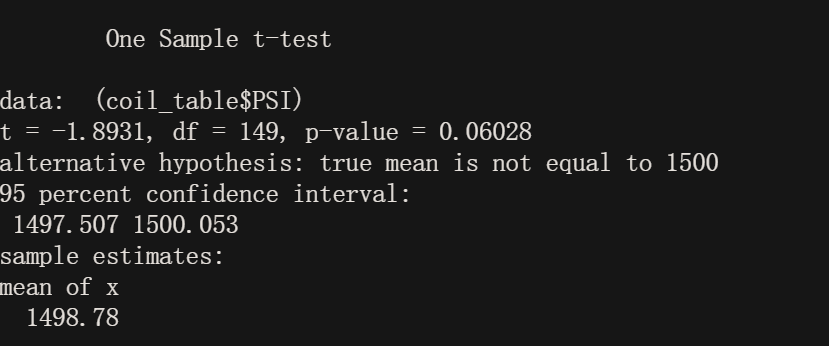 One Sample t-test
data:  (coil_table$PSI)
t = -1.8931, df = 149, p-value = 0.06028
alternative hypothesis: true mean is not equal to 1500
95 percent confidence interval:
1497.507 1500.053
sample estimates:
mean of x
1498.78